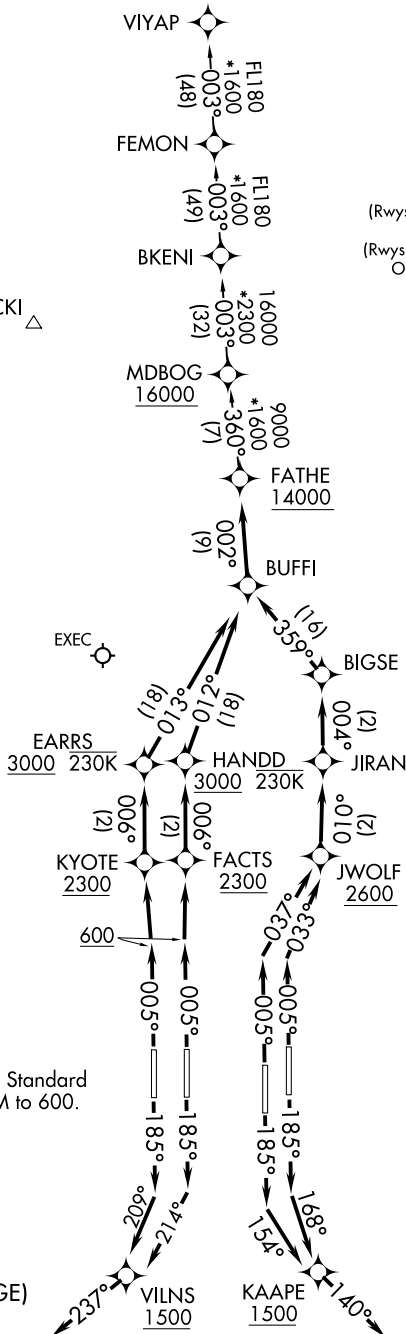 VIYAP
FL180
*1600
003°
(48)
FEMON
FL180
*1600
003°
(49)
BKENI
(Rwys
(Rwys
O
CKI
16000
*2300
003°
(32)
MDBOG
16000
9000
*1600
360°
(7)
FATHE
14000
002°
(9)
BUFFI
EXEC
(16)
359°
BIGSE
(18)
013°
012°
(18)
004°
(2)
EARRS
3000
230K
HANDD
3000
230K
JIRAN
006°
(2)
006°
(2)
010°
(2)
KYOTE
2300
FACTS
2300
JWOLF
2600
600
037°
033°
005°
005°
005°
005°
Standard
M to 600.
185°
185°
185°
185°
209°
214°
154°
168°
GE)
237°
VILNS
1500
KAAPE
1500
140°